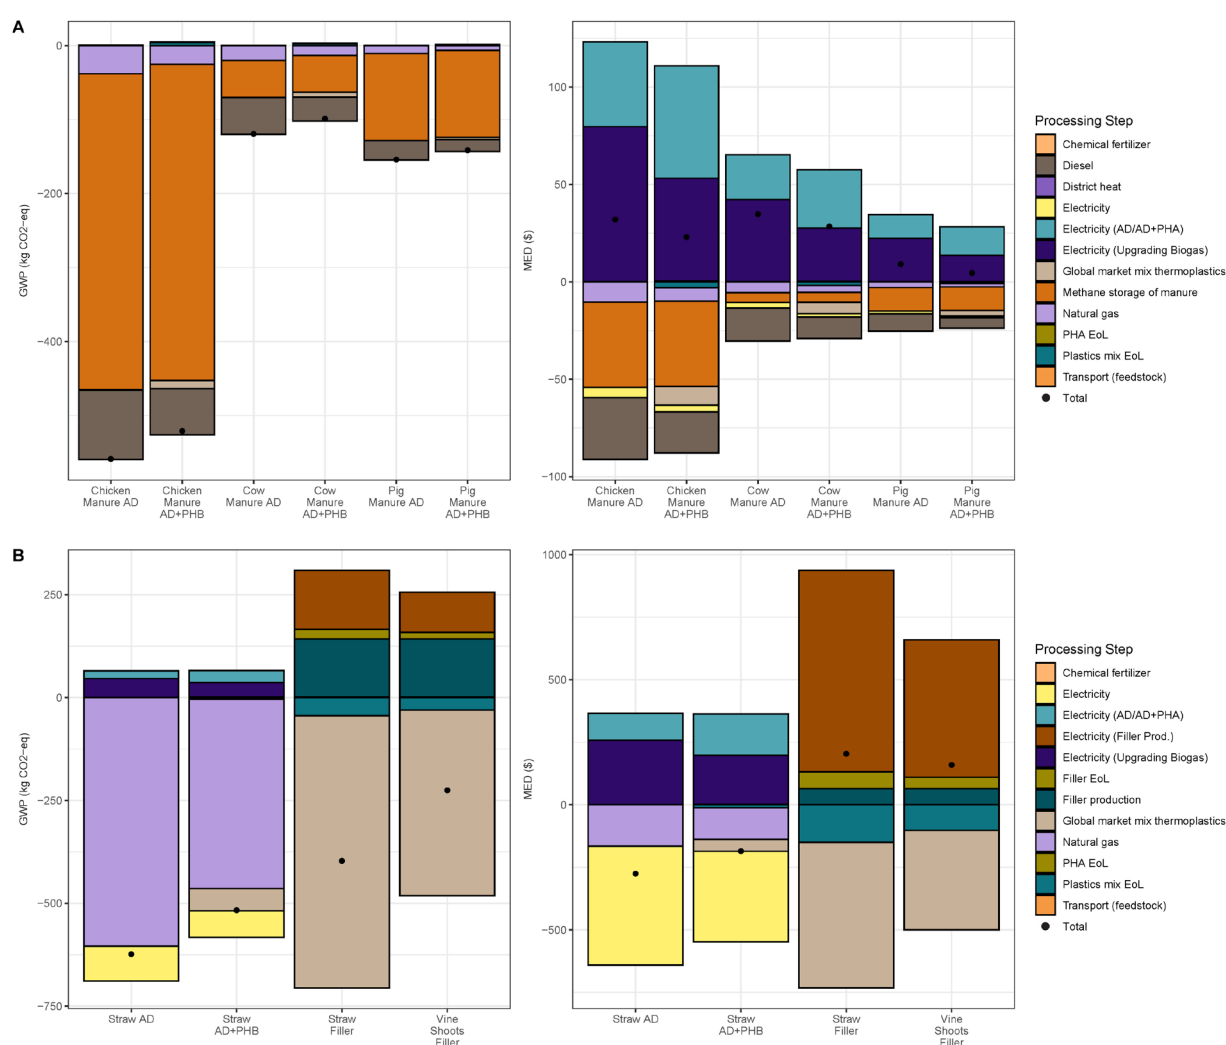 A
GWP (kg CO2−eq)
0
−200
−400
Chicken
Manure AD
Chicken
Manure
AD+PHB
Cow
Manure AD
Cow
Manure
AD+PHB
Pig
Manure AD
Pig
Manure
AD+PHB
MED ($)
100
50
0
−50
−100
Chicken
Manure AD
Chicken
Manure
AD+PHB
Cow
Manure AD
Cow
Manure
AD+PHB
Pig
Manure AD
Pig
Manure
AD+PHB
Processing Step
Chemical fertilizer
Diesel
District heat
Electricity
Electricity (AD/AD+PHA)
Electricity (Upgrading Biogas)
Global market mix thermoplastics
Methane storage of manure
Natural gas
PHA EoL
Plastics mix EoL
Transport (feedstock)
Total
B
GWP (kg CO2−eq)
250
0
−250
−500
−750
Straw AD
Straw
AD+PHB
Straw
Filler
Vine
Shoots
Filler
MED ($)
1000
500
0
−500
Straw AD
Straw
AD+PHB
Straw
Filler
Vine
Shoots
Filler
Processing Step
Chemical fertilizer
Electricity
Electricity (AD/AD+PHA)
Electricity (Filler Prod.)
Electricity (Upgrading Biogas)
Filler EoL
Filler production
Global market mix thermoplastics
Natural gas
PHA EoL
Plastics mix EoL
Transport (feedstock)
Total